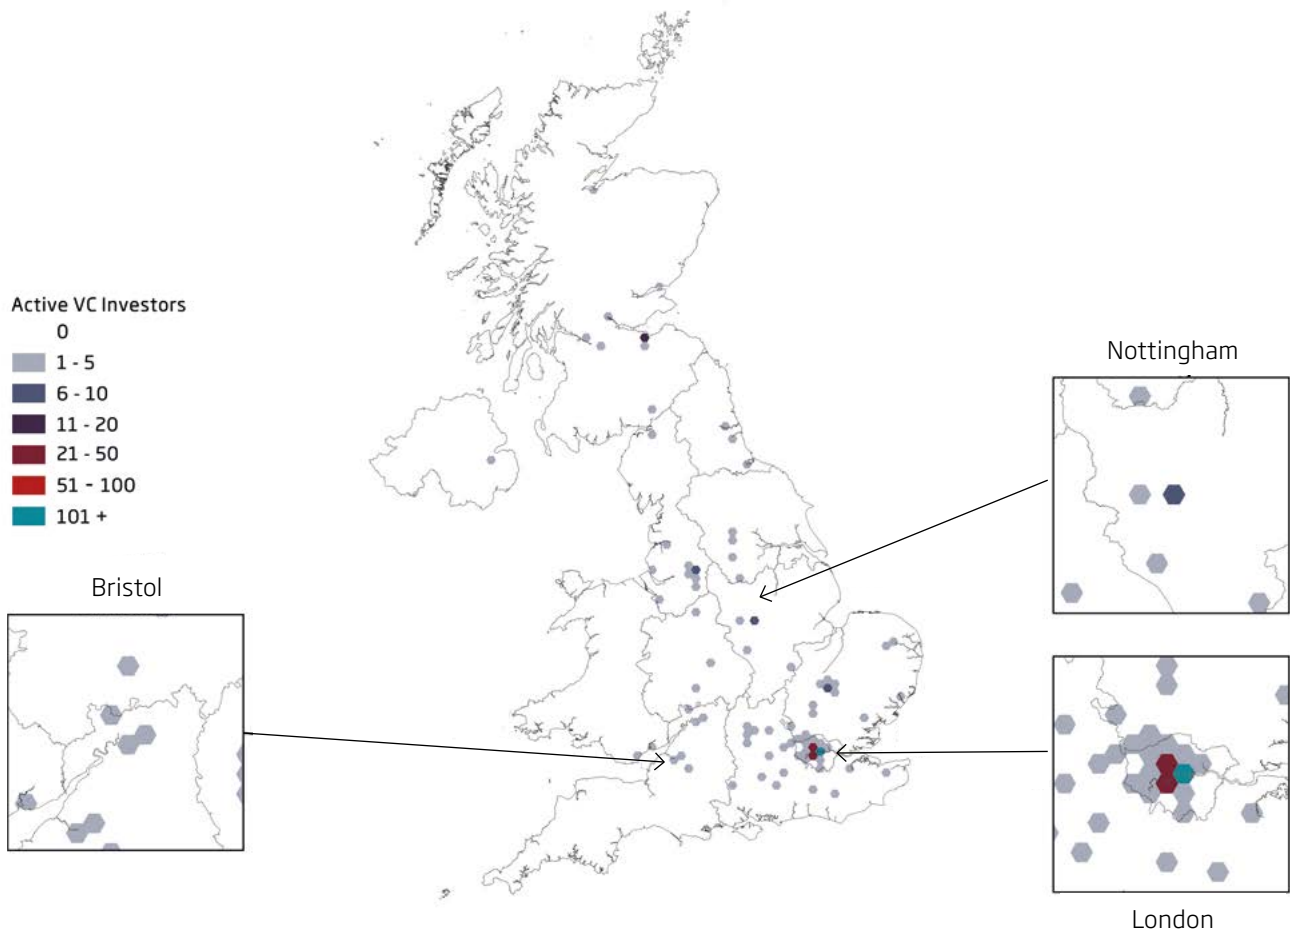 Active VC Investors
0
1 - 5
6 - 10
11 - 20
21 - 50
51 - 100
101 +
Nottingham
Bristol
London